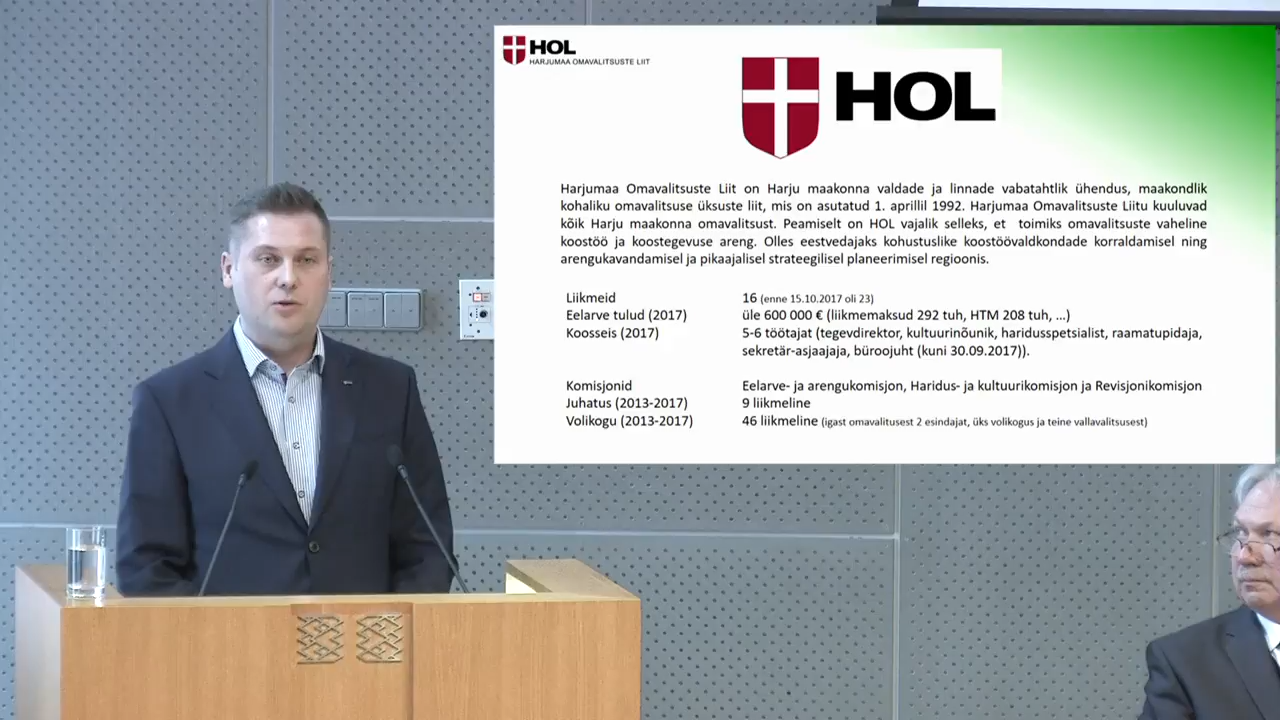 HOL
HARJUMAA OMAVALITSUSTE LIIT
HOL
Harjumaa Omavalitsuste Liit on Harju maakonna valdade ja linnade vabatahtlik ühendus, maakondlik
kohaliku omavalitsuse üksuste liit, mis on asutatud 1. aprillil 1992. Harjumaa Omavalitsuste Liitu kuuluvad
kõik Harju maakonna omavalitsust. Peamiselt on HOL vajalik selleks, et toimiks omavalitsuste vaheline
koostöö ja koostegevuse areng. Olles eestvedajaks kohustuslike koostöövaldkondade korraldamisel ning
arengukavandamisel ja pikaajalisel strateegilisel planeerimisel regioonis.
Liikmeid 16 (enne 15.10.2017 oli 23)
Eelarve tulud (2017) üle 600 000 € (liikmemaksud 292 tuh, HTM 208 tuh, ...)
Koosseis (2017) 5-6 töötajat (tegevdirektor, kultuurinõunik, haridusspetsialist, raamatupidaja,
sekretär-asjaajaja, büroojuht (kuni 30.09.2017)).
Komisjonid Eelarve- ja arengukomisjon, Haridus- ja kultuurikomisjon ja Revisjonikomisjon
Juhatus (2013-2017) 9 liikmeline
Volikogu (2013-2017) 46 liikmeline (igast omavalitusest 2 esindajat, üks volikogus ja teine vallavalitsusest)